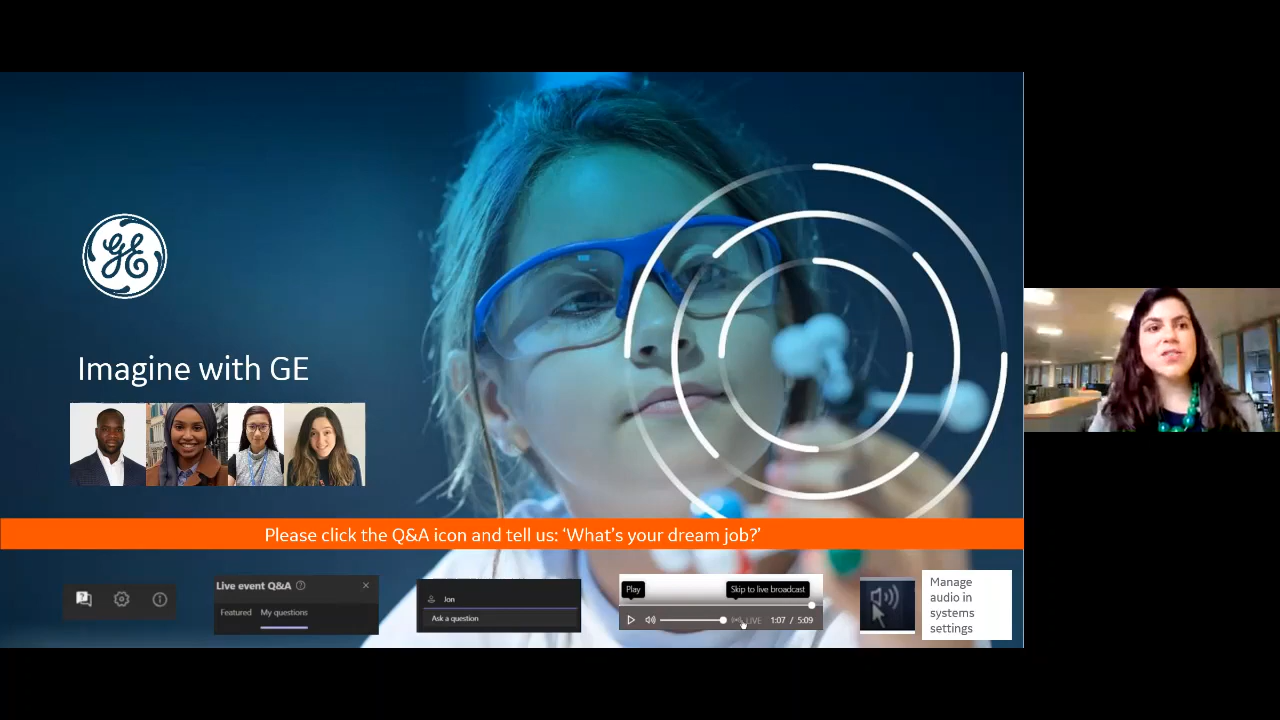 GE
Imagine with GE
Please click the Q&A icon and tell us: ‘What's your dream job?’
Live event Q&A
Featured My questions
Jon
Ask a question
Play
Skip to live broadcast
LIVE 1:07 / 5:09
Manage
audio in
systems
settings